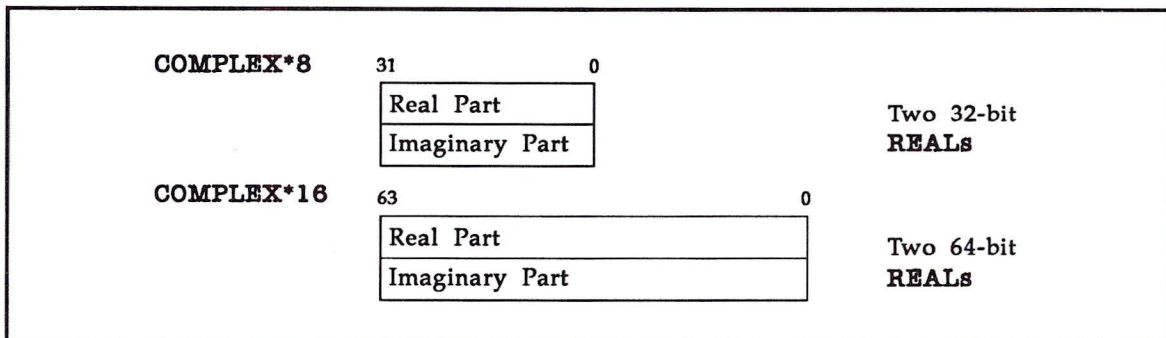 COMPLEX*8 31 0
Real Part
Imaginary Part
Two 32-bit
REALs
COMPLEX*16 63 0
Real Part
Imaginary Part
Two 64-bit
REALs